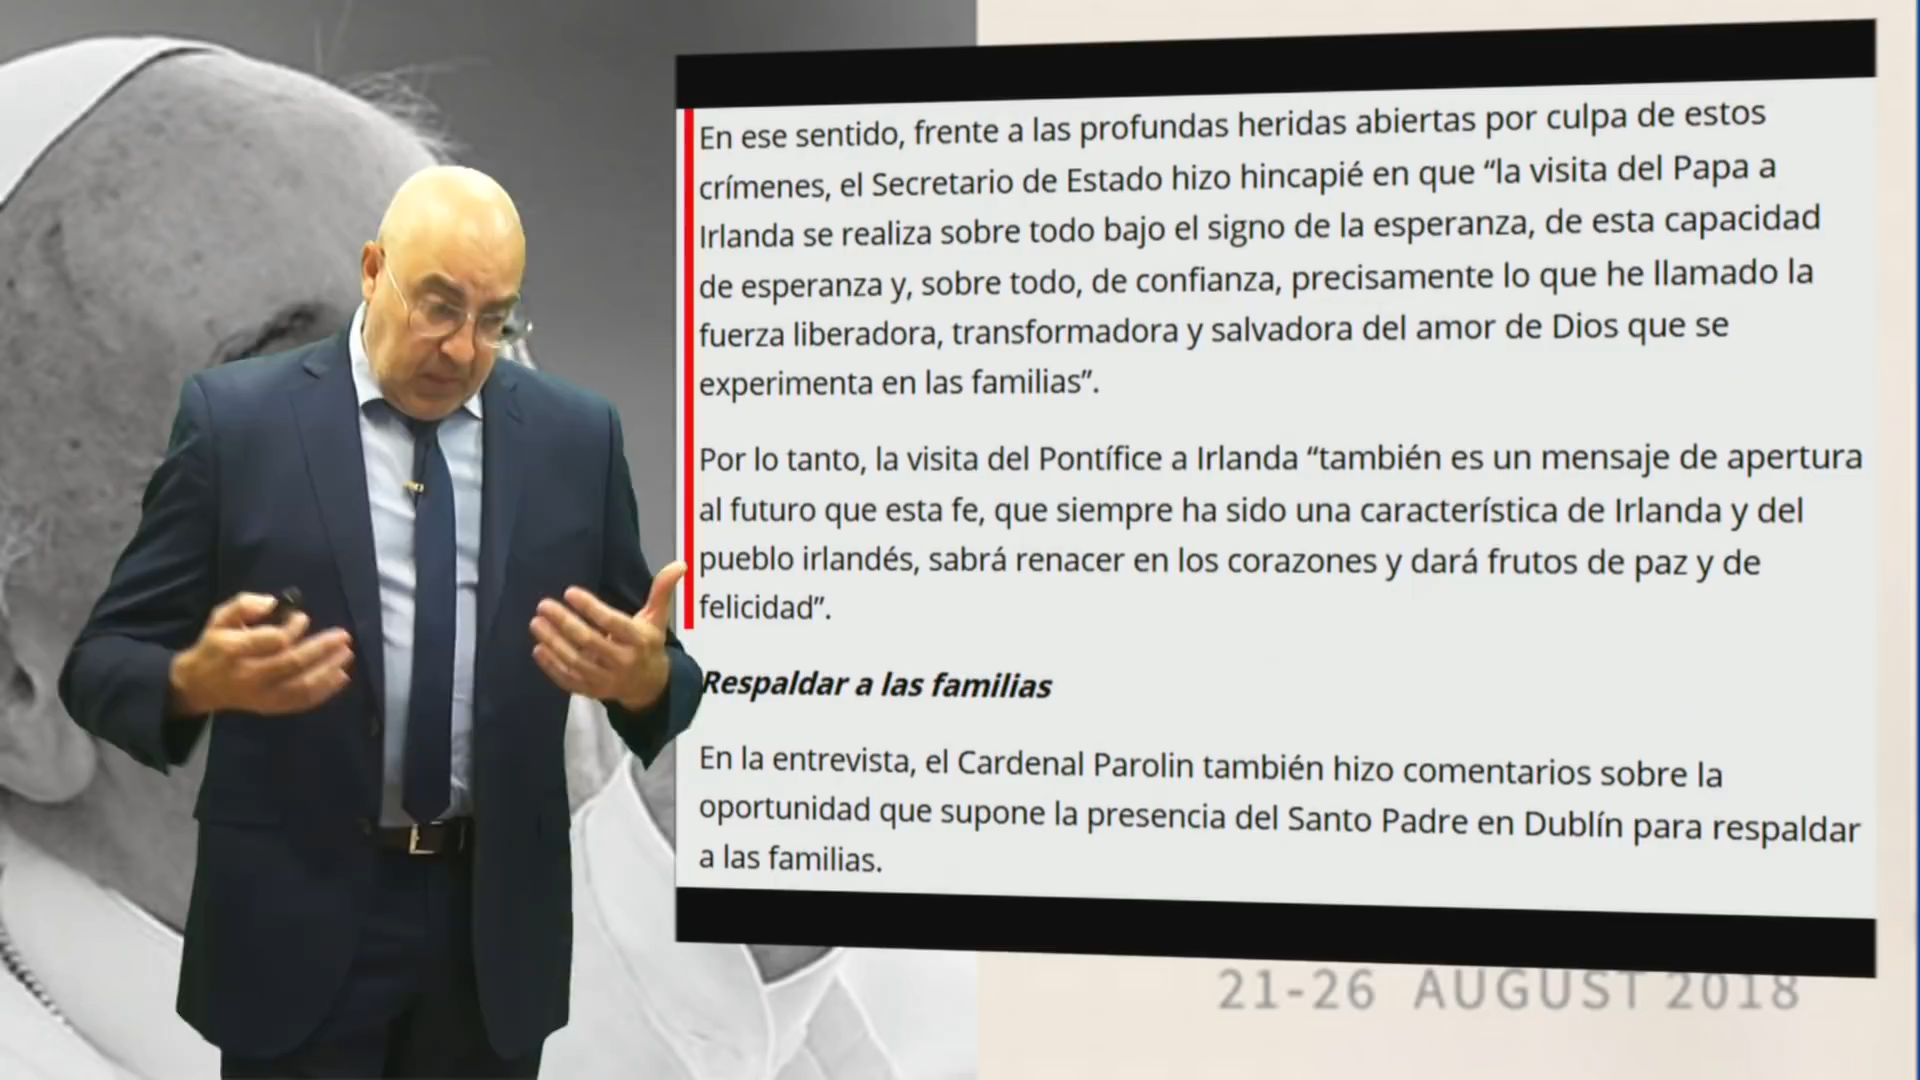 En ese sentido, frente a las profundas heridas abiertas por culpa de estos
crímenes, el Secretario de Estado hizo hincapié en que “la visita del Papa a
Irlanda se realiza sobre todo bajo el signo de la esperanza, de esta capacidad
de esperanza y, sobre todo, de confianza, precisamente lo que he llamado la
fuerza liberadora, transformadora y salvadora del amor de Dios que se
experimenta en las familias”.
Por lo tanto, la visita del Pontífice a Irlanda “también es un mensaje de apertura
al futuro que esta fe, que siempre ha sido una característica de Irlanda y del
pueblo irlandés, sabrá renacer en los corazones y dará frutos de paz y de
felicidad”.
Respaldar a las familias
En la entrevista, el Cardenal Parolin también hizo comentarios sobre la
oportunidad que supone la presencia del Santo Padre en Dublín para respaldar
a las familias.
21-26 AUGUST 2018